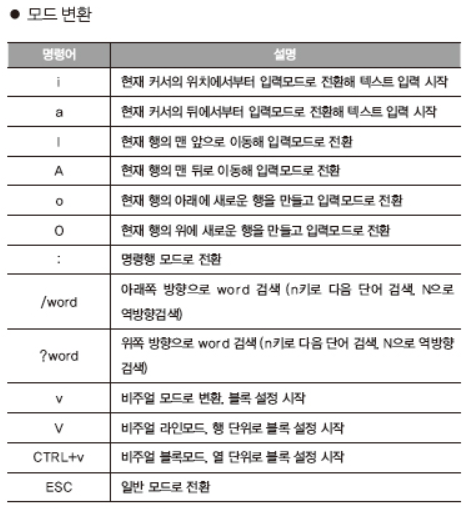 ● 모드 변환
명령어 설명
i 현재 커서의 위치에서부터 입력모드로 전환해 텍스트 입력 시작
a 현재 커서의 뒤에서부터 입력모드로 전환해 텍스트 입력 시작
I 현재 행의 맨 앞으로 이동해 입력모드로 전환
A 현재 행의 맨 뒤로 이동해 입력모드로 전환
o 현재 행의 아래에 새로운 행을 만들고 입력모드로 전환
O 현재 행의 위에 새로운 행을 만들고 입력모드로 전환
: 명령행 모드로 전환
/word 아래쪽 방향으로 word 검색 (n키로 다음 단어 검색, N으로
역방향검색)
?word 위쪽 방향으로 word 검색 (n키로 다음 단어 검색, N으로 역방향
검색)
v 비주얼 모드로 변환, 블록 설정 시작
V 비주얼 라인모드, 행 단위로 블록 설정 시작
CTRL+v 비주얼 블록모드, 열 단위로 블록 설정 시작
ESC 일반 모드로 전환